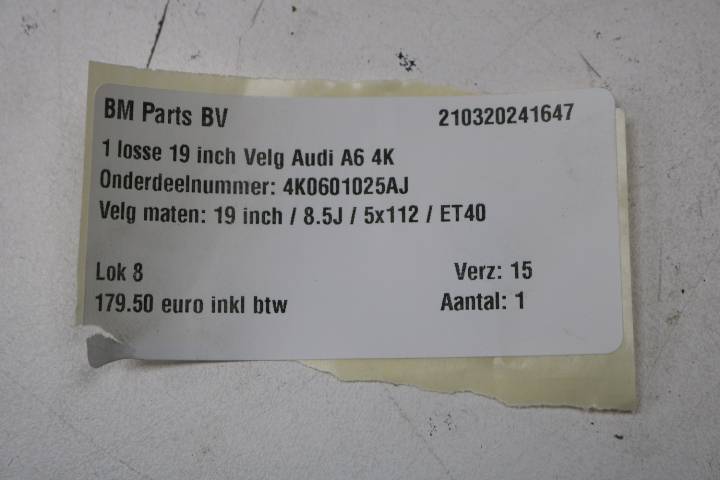 BM Parts BV 210320241647
1 losse 19 inch Velg Audi A6 4K
Onderdeelnummer: 4K0601025AJ
Velg maten: 19 inch / 8.5J / 5x112 / ET40
Lok 8 Verz: 15
179.50 euro inkl btw Aantal: 1